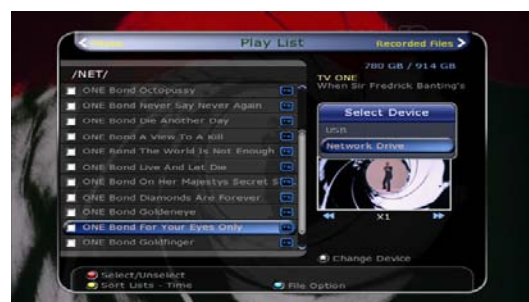 Play List
Recorded Files
780 GB / 914 GB
/NET/
TV ONE
When Sir Fredrick Banting's
ONE Bond Octopussy
ONE Bond Never Say Never Again
ONE Bond Die Another Day
ONE Bond A View To A Kill
ONE Bond The World Is Not Enough
ONE Bond Live And Let Die
ONE Bond On Her Majestys Secret S
ONE Bond Diamonds Are Forever
ONE Bond Goldeneye
ONE Bond For Your Eyes Only
ONE Bond Goldfinger
Select Device
USB
Network Drive
X1
Change Device
Select/Unselect
Sort Lists - Time
File Option